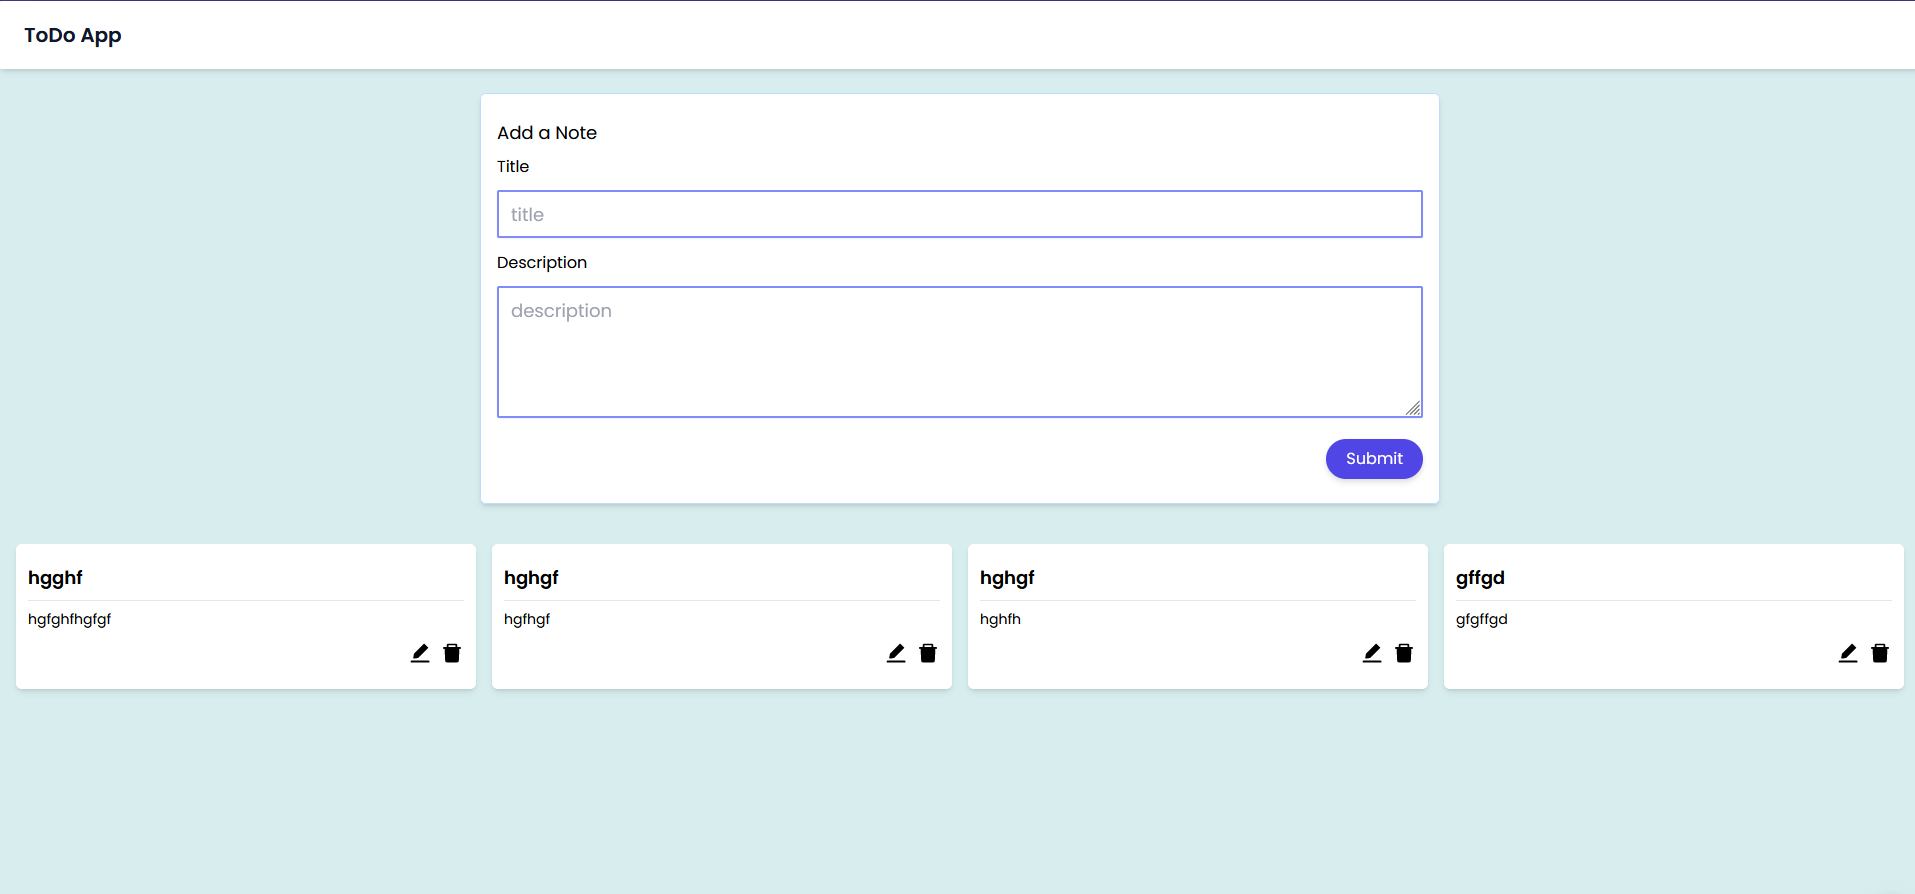 ToDo App
Add a Note
Title
title
Description
description
Submit
hgghf
hgfghfhgfgf
hghgf
hgfhgf
hghgf
hghfh
gffgd
gfgffgd